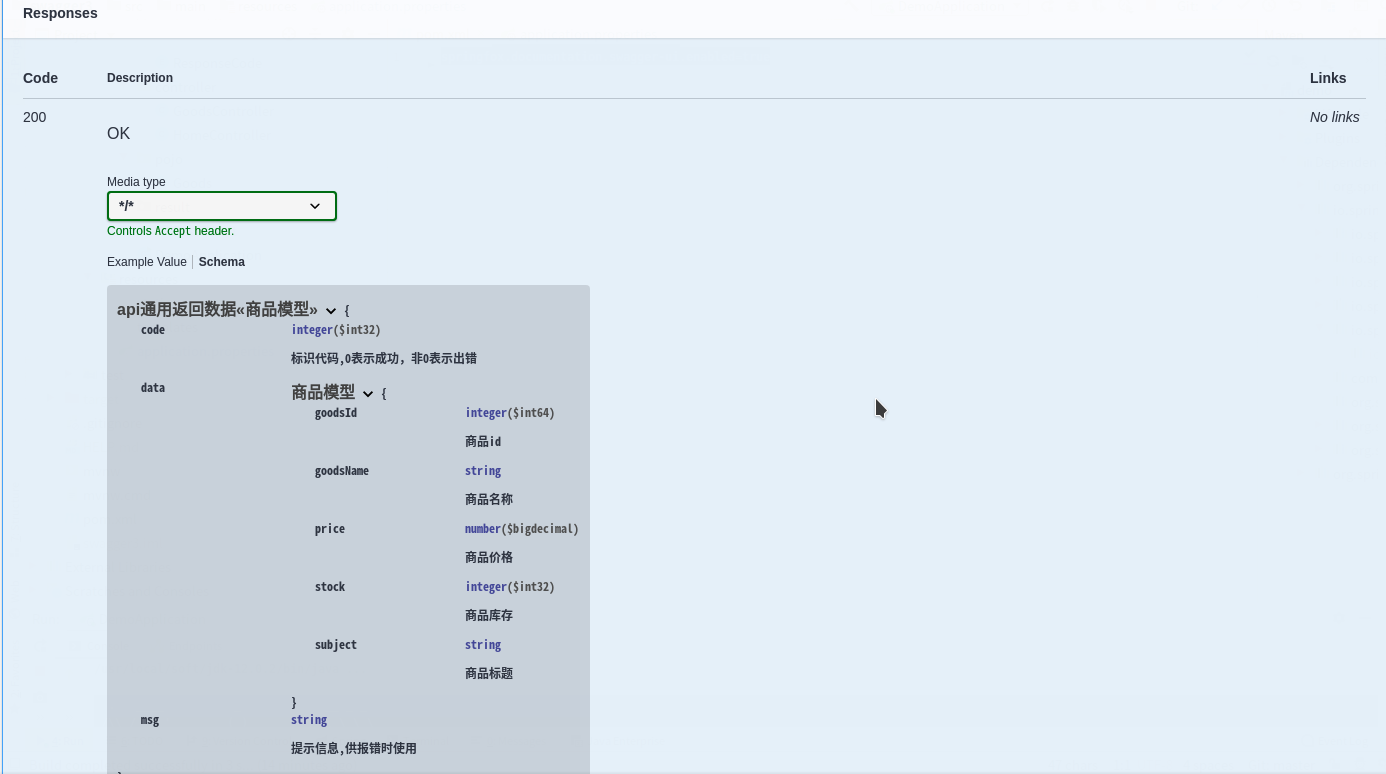 Responses
Code Description Links
200 OK No links
Media type
*/*
Controls Accept header.
Example Value Schema
api通用返回数据«商品模型» {
code integer($int32)
标识代码,0表示成功，非0表示出错
data 商品模型 {
goodsId integer($int64)
商品id
goodsName string
商品名称
price number($bigdecimal)
商品价格
stock integer($int32)
商品库存
subject string
商品标题
}
msg string
提示信息,供报错时使用